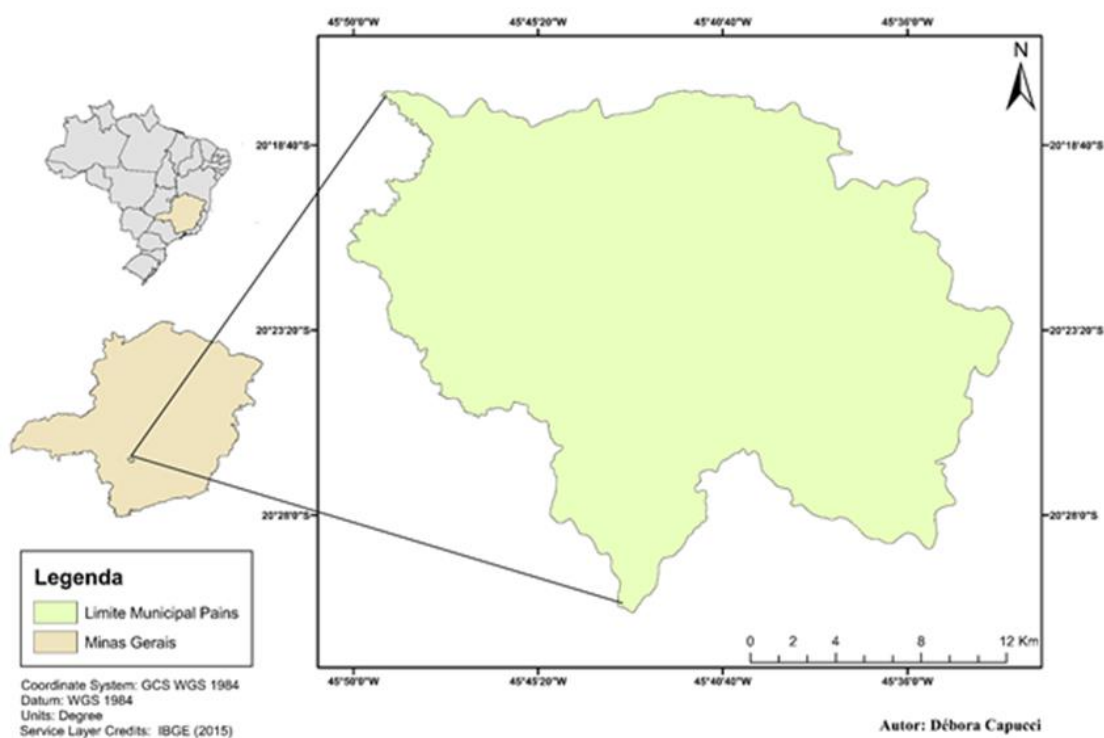 45°50'0"W 45°45'20"W 45°40'40"W 45°36'0"W
N
20°18'40"S 20°18'40"S
20°23'20"S 20°23'20"S
20°28'0"S 20°28'0"S
Legenda
Limite Municipal Pains
Minas Gerais
0 2 4 8 12 Km
45°50'0"W 45°45'20"W 45°40'40"W 45°36'0"W
Coordinate System: GCS WGS 1984
Datum: WGS 1984
Units: Degree
Service Layer Credits: IBGE (2015)
Autor: Débora Capucci